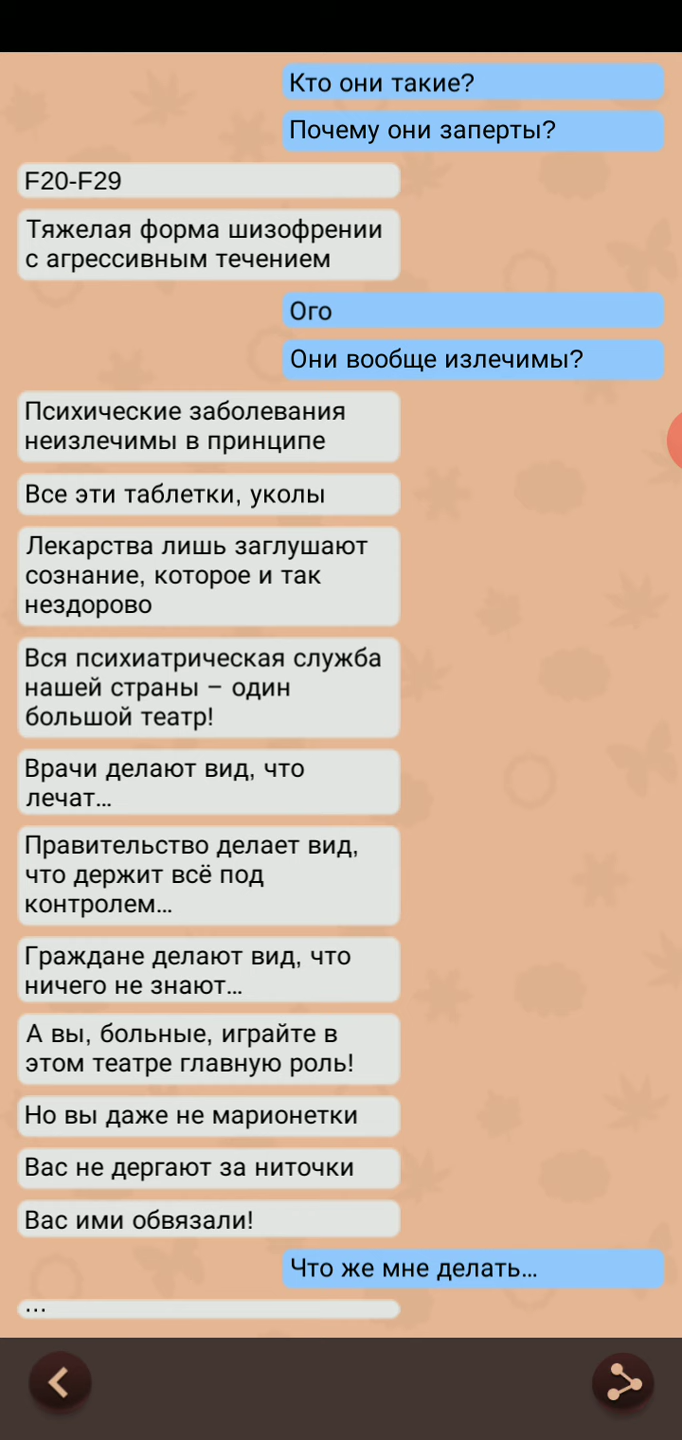 Кто они такие?
Почему они заперты?
F20-F29
Тяжелая форма шизофрении
с агрессивным течением
Ого
Они вообще излечимы?
Психические заболевания
неизлечимы в принципе
Все эти таблетки, уколы
Лекарства лишь заглушают
сознание, которое и так
нездорово
Вся психиатрическая служба
нашей страны – один
большой театр!
Врачи делают вид, что
лечат…
Правительство делает вид,
что держит всё под
контролем…
Граждане делают вид, что
ничего не знают…
А вы, больные, играйте в
этом театре главную роль!
Но вы даже не марионетки
Вас не дергают за ниточки
Вас ими обвязали!
Что же мне делать…
…